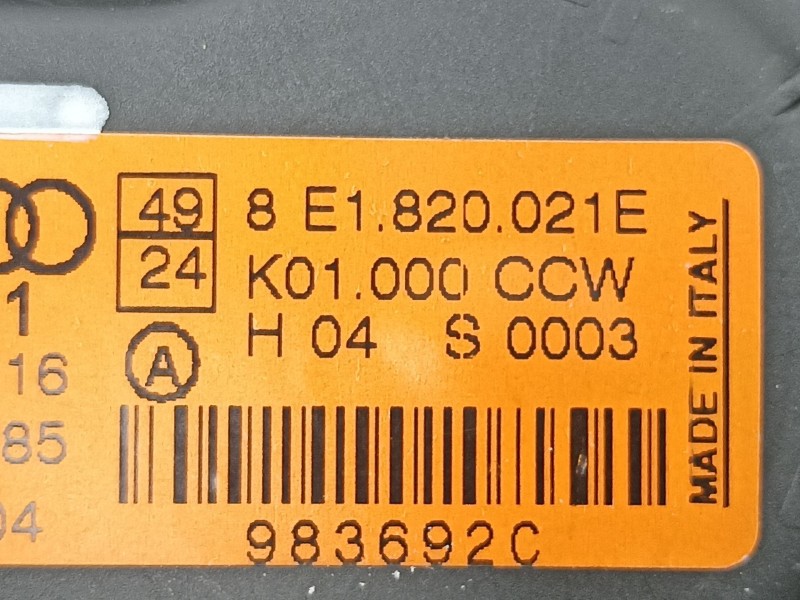 49 8 E1.820.021E
24 K01.000 CCW
1 H 04 S 0003
A
16
85
04
983692C
MADE IN ITALY